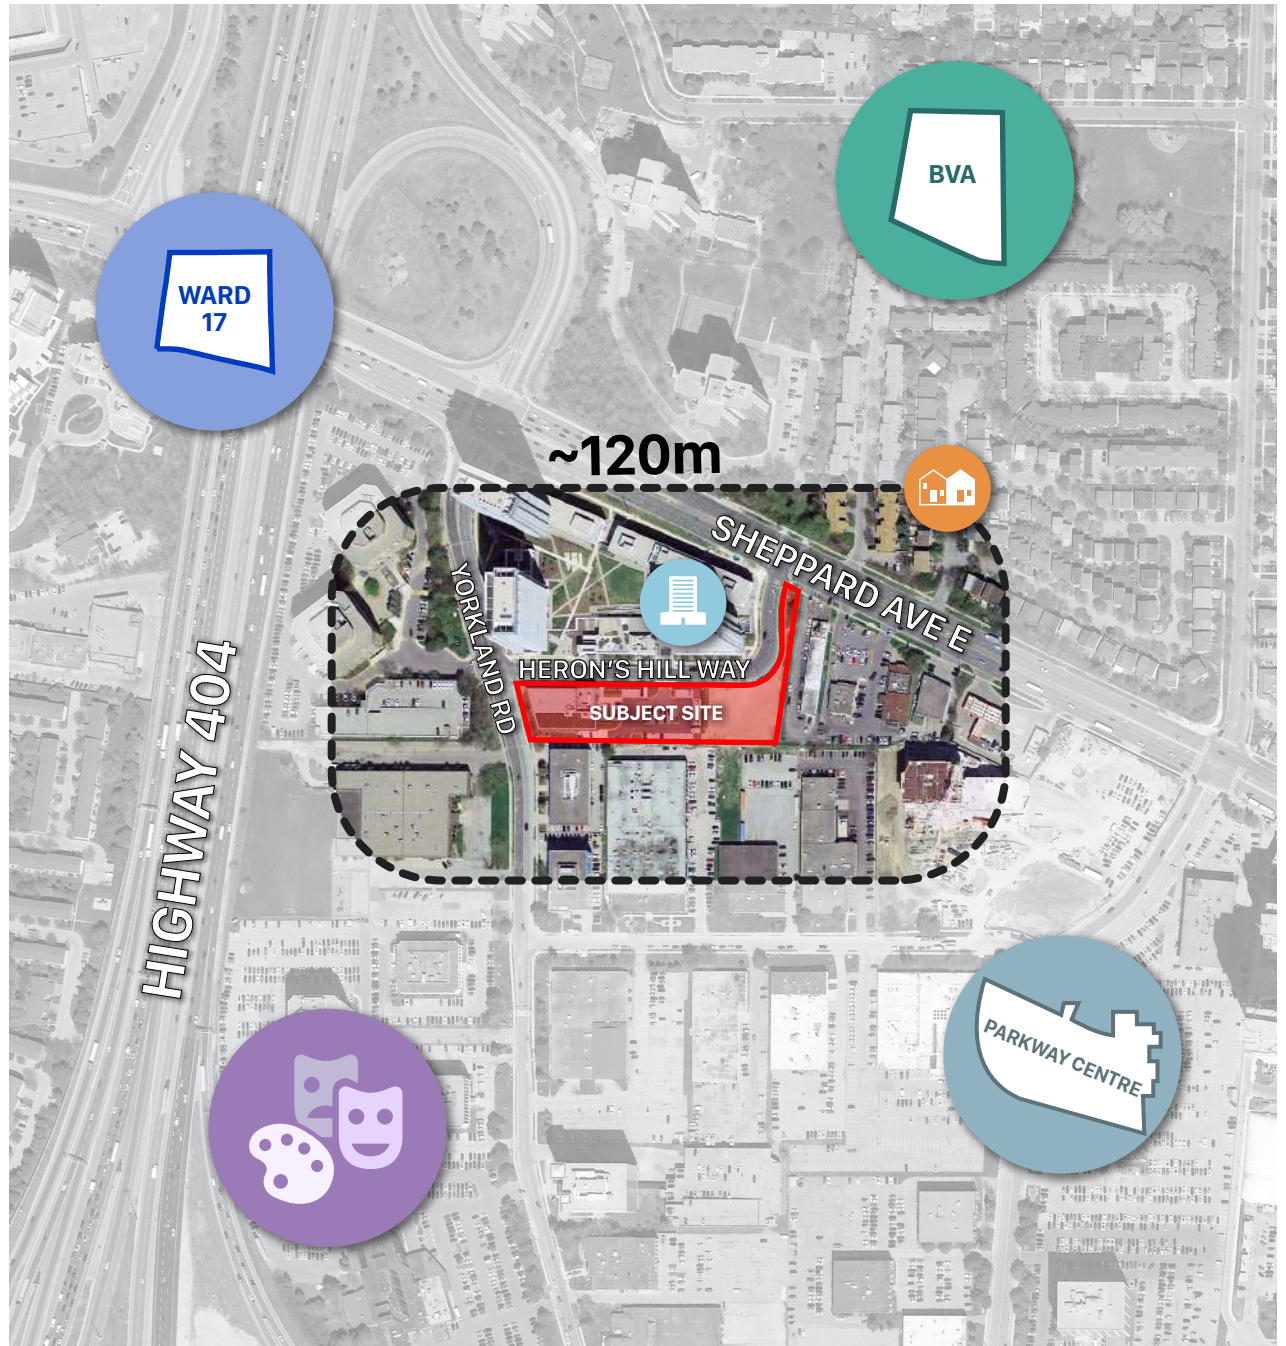 BVA
WARD
17
~120m
SHEPPARD AVE E
YORKLAND RD
HERON'S HILL WAY
SUBJECT SITE
HIGHWAY 404
PARKWAY CENTRE